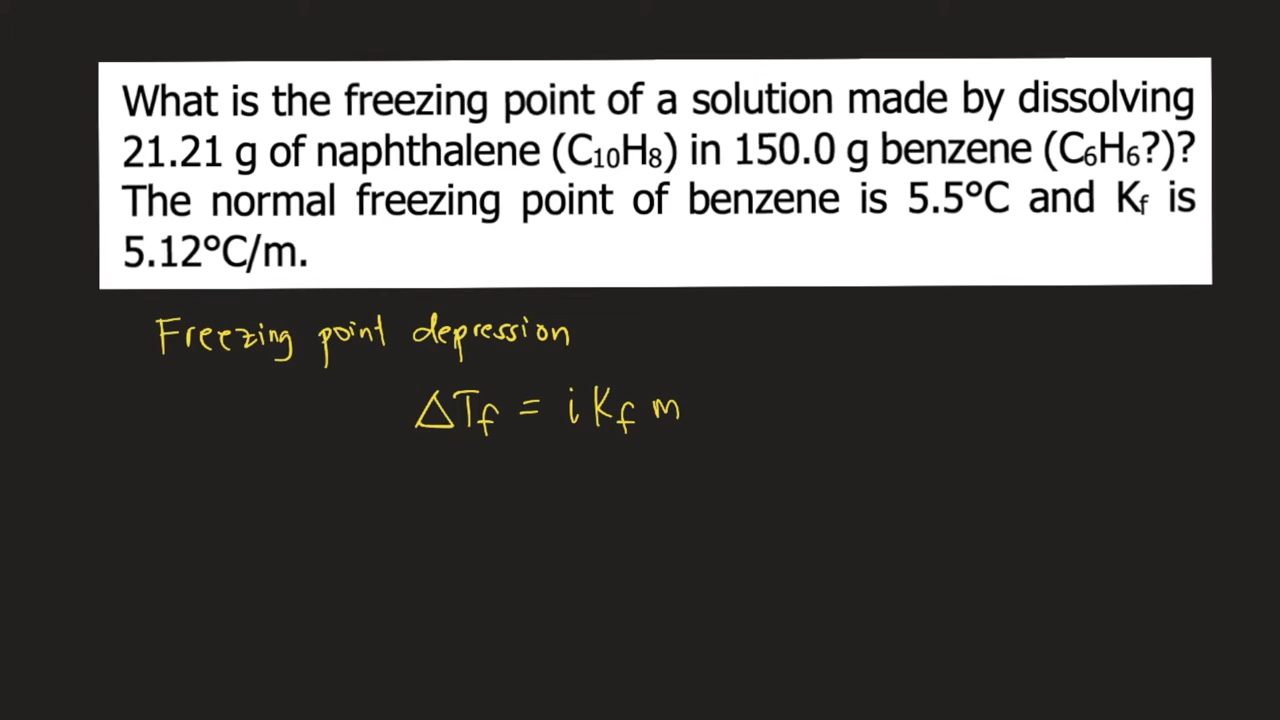 What is the freezing point of a solution made by dissolving
21.21 g of naphthalene (C₁₀H₈) in 150.0 g benzene (C₆H₆?)?
The normal freezing point of benzene is 5.5°C and Kf is
5.12°C/m.
Freezing point depression
ΔTf = i Kf m